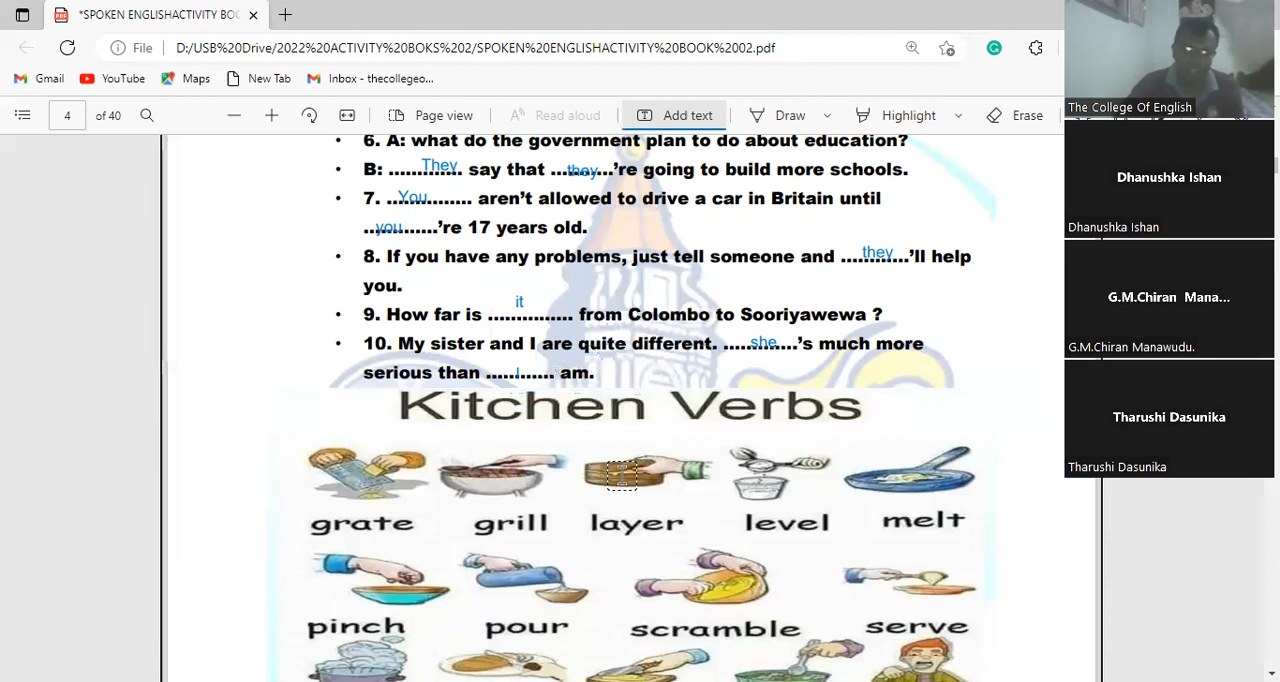 *SPOKEN ENGLISHACTIVITY BOO
File D:/USB%20Drive/2022%20ACTIVITY%20BOKS%202/SPOKEN%20ENGLISHACTIVITY%20BOOK%2002.pdf
Gmail YouTube Maps New Tab Inbox - thecollegeo...
4 of 40 Page view Read aloud Add text Draw Highlight Erase
• 6. A: what do the government plan to do about education?
• B: ......They...... say that ......they......'re going to build more schools.
• 7. ......You...... aren't allowed to drive a car in Britain until
......you......'re 17 years old.
• 8. If you have any problems, just tell someone and ......they......'ll help
you.
• 9. How far is ......it...... from Colombo to Sooriyawewa ?
• 10. My sister and I are quite different. ......she......'s much more
serious than ......I...... am.
Kitchen Verbs
grate grill layer level melt
pinch pour scramble serve
The College Of English
Dhanushka Ishan
Dhanushka Ishan
G.M.Chiran Mana...
G.M.Chiran Manawudu.
Tharushi Dasunika
Tharushi Dasunika